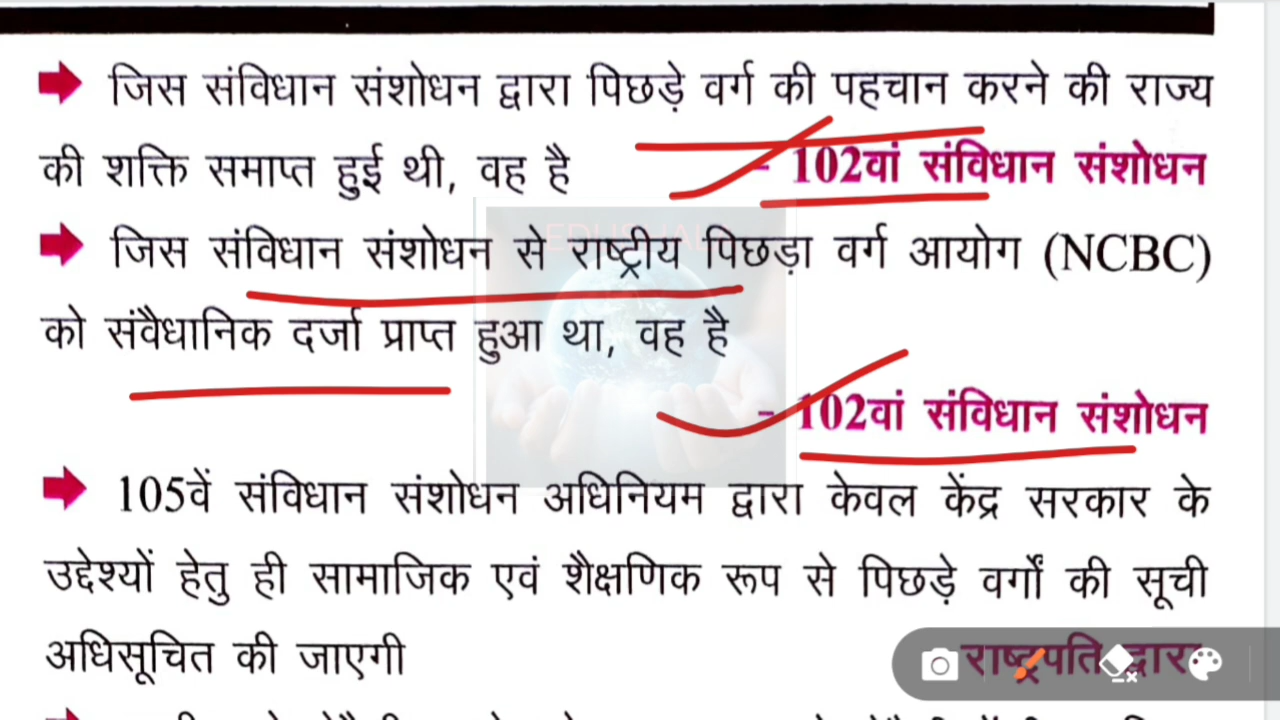 जिस संविधान संशोधन द्वारा पिछड़े वर्ग की पहचान करने की राज्य
की शक्ति समाप्त हुई थी, वह है - 102वां संविधान संशोधन
जिस संविधान संशोधन से राष्ट्रीय पिछड़ा वर्ग आयोग (NCBC)
को संवैधानिक दर्जा प्राप्त हुआ था, वह है
- 102वां संविधान संशोधन
105वें संविधान संशोधन अधिनियम द्वारा केवल केंद्र सरकार के
उद्देश्यों हेतु ही सामाजिक एवं शैक्षणिक रूप से पिछड़े वर्गों की सूची
अधिसूचित की जाएगी राष्ट्रपति द्वारा